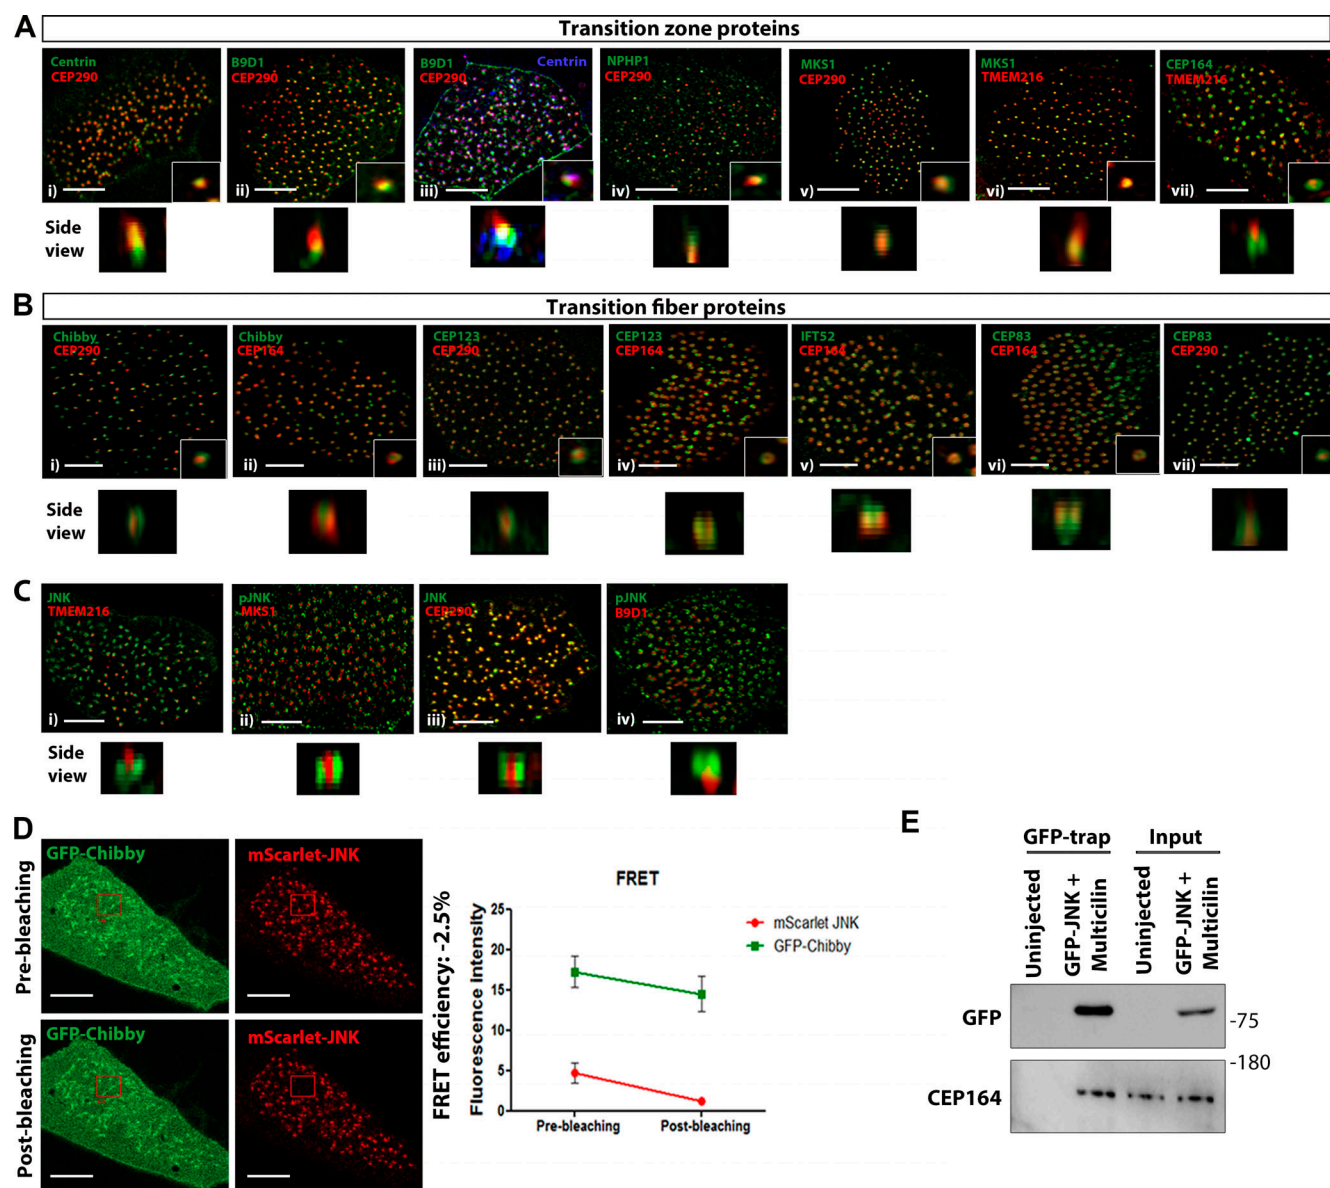 A
Transition zone proteins
Centrin
CEP290
i)
B9D1
CEP290
ii)
B9D1
Centrin
CEP290
iii)
NPHP1
CEP290
iv)
MKS1
CEP290
v)
MKS1
TMEM216
vi)
CEP164
TMEM216
vii)
Side
view
B
Transition fiber proteins
Chibby
CEP290
i)
Chibby
CEP164
ii)
CEP123
CEP290
iii)
CEP123
CEP164
iv)
IFT52
CEP164
v)
CEP83
CEP164
vi)
CEP83
CEP290
vii)
Side
view
C
JNK
TMEM216
i)
pJNK
MKS1
ii)
JNK
CEP290
iii)
pJNK
B9D1
iv)
Side
view
D
Pre-bleaching
GFP-Chibby
mScarlet-JNK
Post-bleaching
GFP-Chibby
mScarlet-JNK
FRET efficiency: -2.5%
FRET
Fluorescence intensity
25
20
15
10
5
0
Pre-bleaching
Post-bleaching
mScarlet JNK
GFP-Chibby
E
GFP-trap
Input
Uninjected
GFP-JNK +
Multicilin
Uninjected
GFP-JNK +
Multicilin
GFP
-75
-180
CEP164